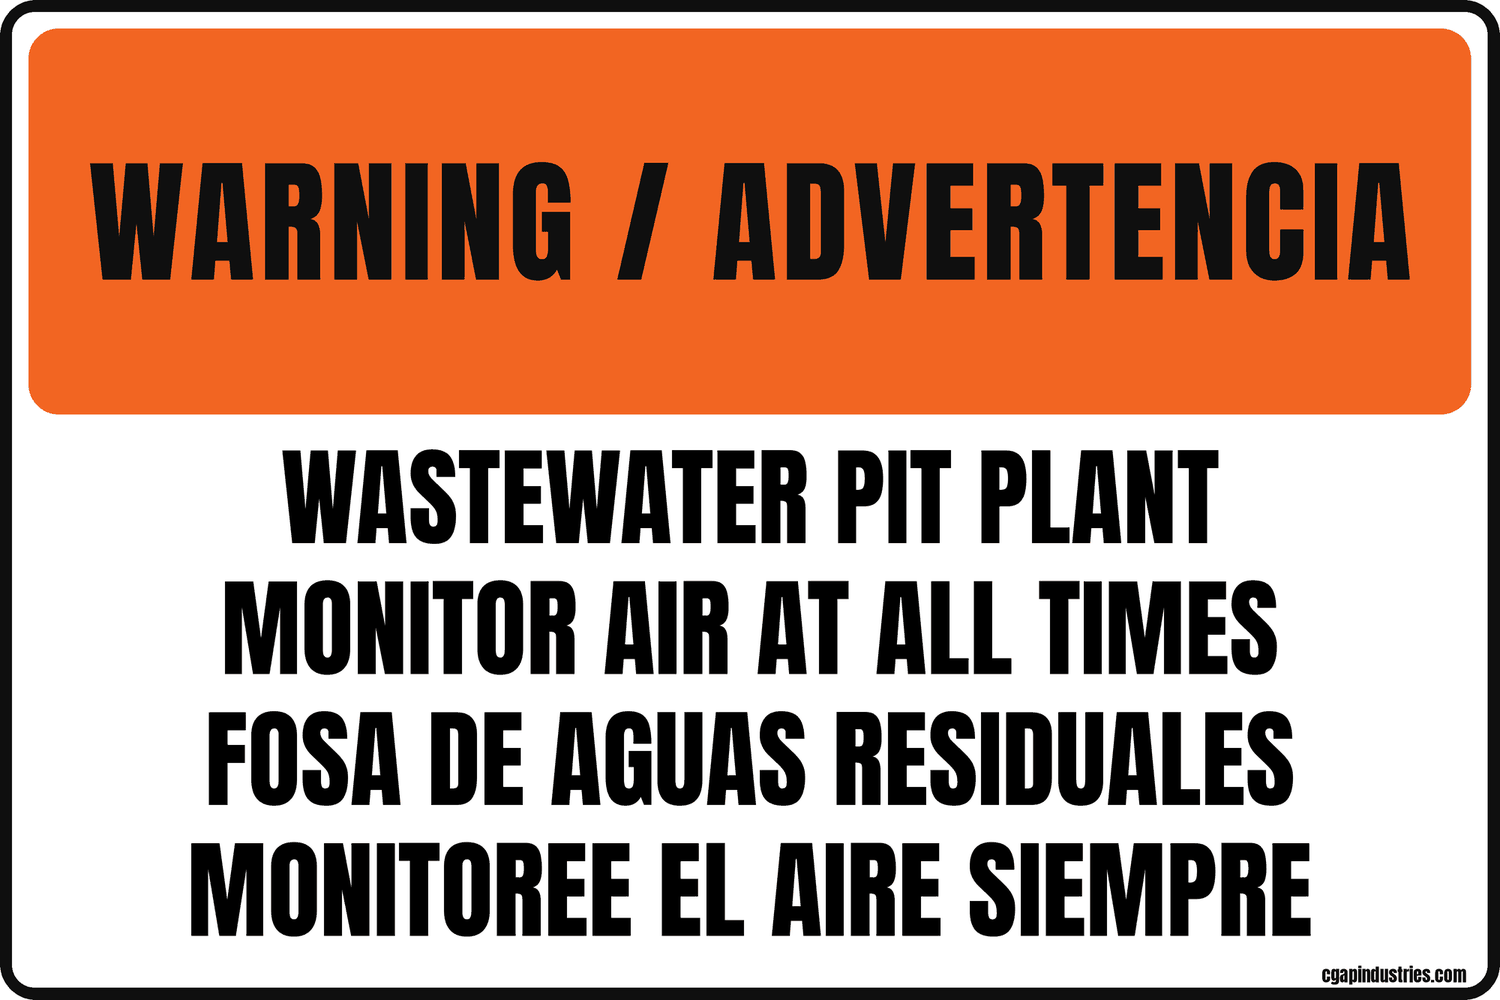 WARNING / ADVERTENCIA
WASTEWATER PIT PLANT
MONITOR AIR AT ALL TIMES
FOSA DE AGUAS RESIDUALES
MONITOREE EL AIRE SIEMPRE
cgapindustries.com